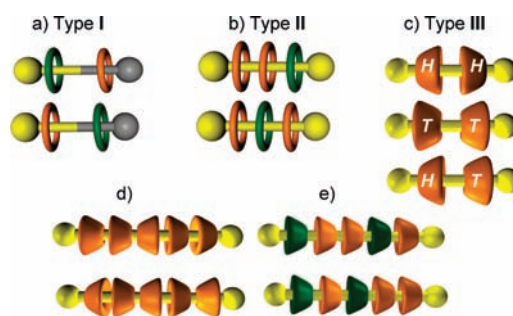 a) Type I
b) Type II
c) Type III
H H
T T
H T
d)
e)